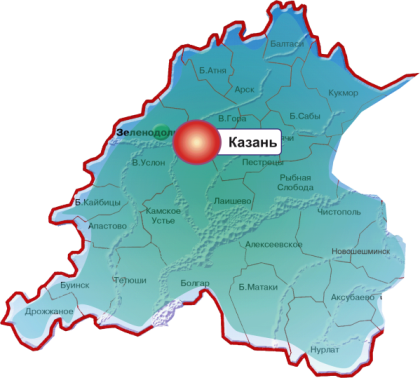 Балтаси
Б.Атня
Кукмор
Арск
Б.Сабы
В.Гора
Зеленодол
Казань
В.Услон
Пестрецы
Рыбная
Слобода
Б.Кайбицы
Лаишево
Камское
Устье
Чистополь
Апастово
Алексеевское
Новошешминск
Тетюши
Болгар
Буинск
Б.Матаки
Аксубаево
Дрожжаное
Нурлат